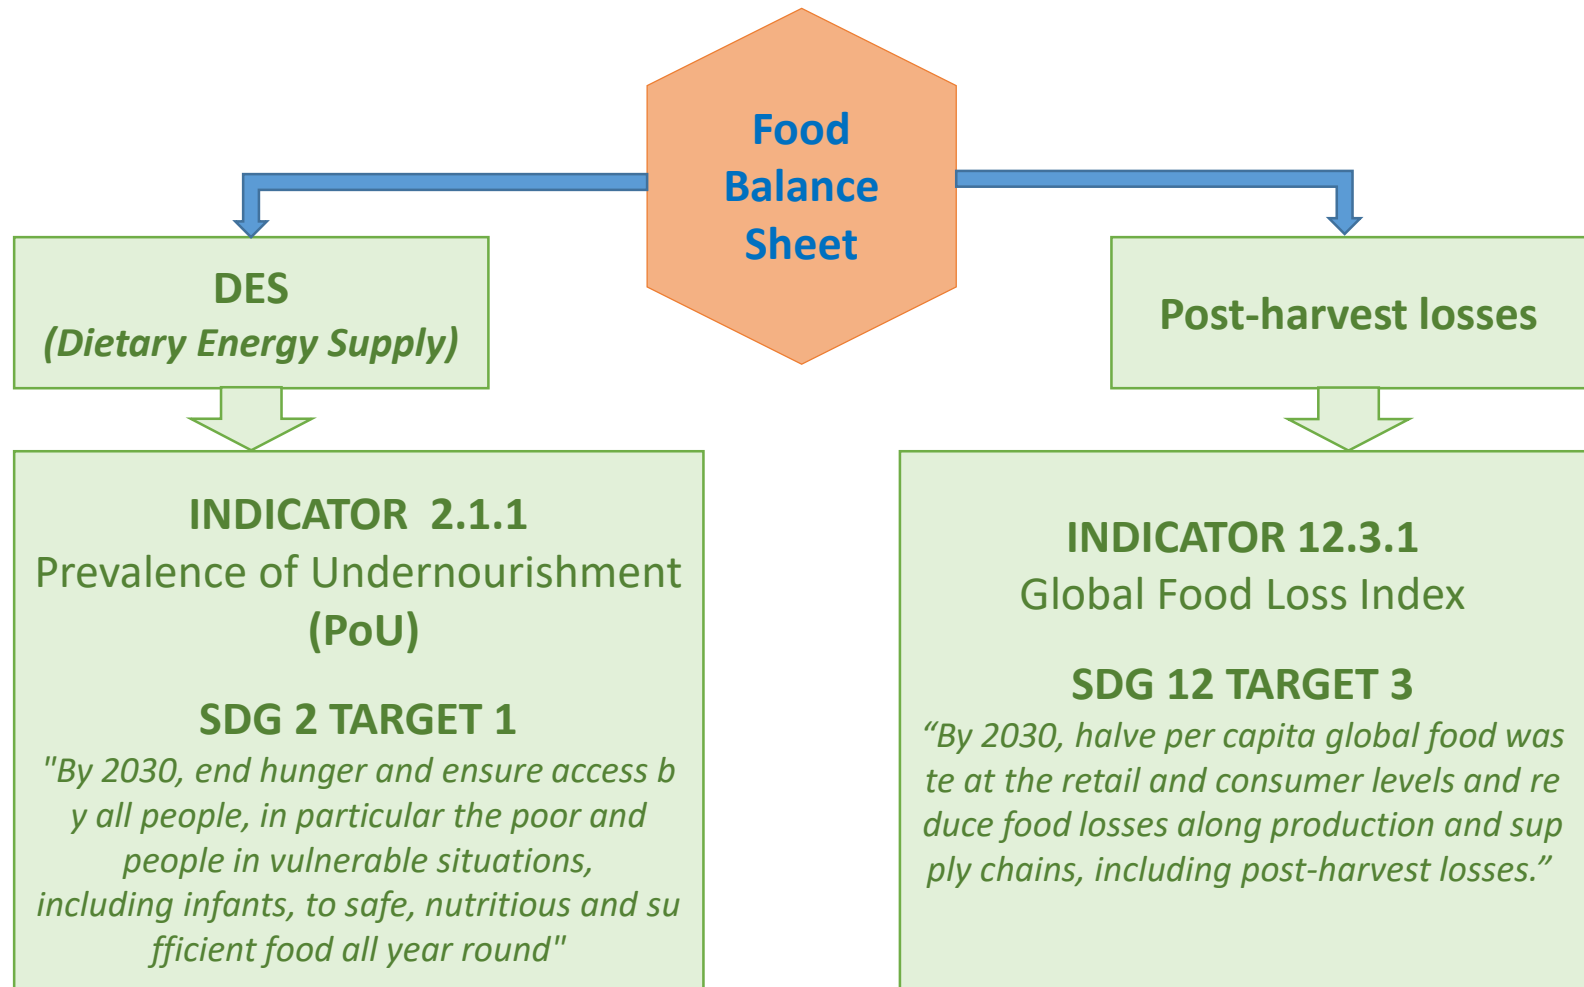 Food
Balance
Sheet
DES
(Dietary Energy Supply)
Post-harvest losses
INDICATOR  2.1.1
Prevalence of Undernourishment
(PoU)
SDG 2 TARGET 1
"By 2030, end hunger and ensure access b
y all people, in particular the poor and
people in vulnerable situations,
including infants, to safe, nutritious and su
fficient food all year round"
INDICATOR 12.3.1
Global Food Loss Index
SDG 12 TARGET 3
“By 2030, halve per capita global food was
te at the retail and consumer levels and re
duce food losses along production and sup
ply chains, including post-harvest losses.”